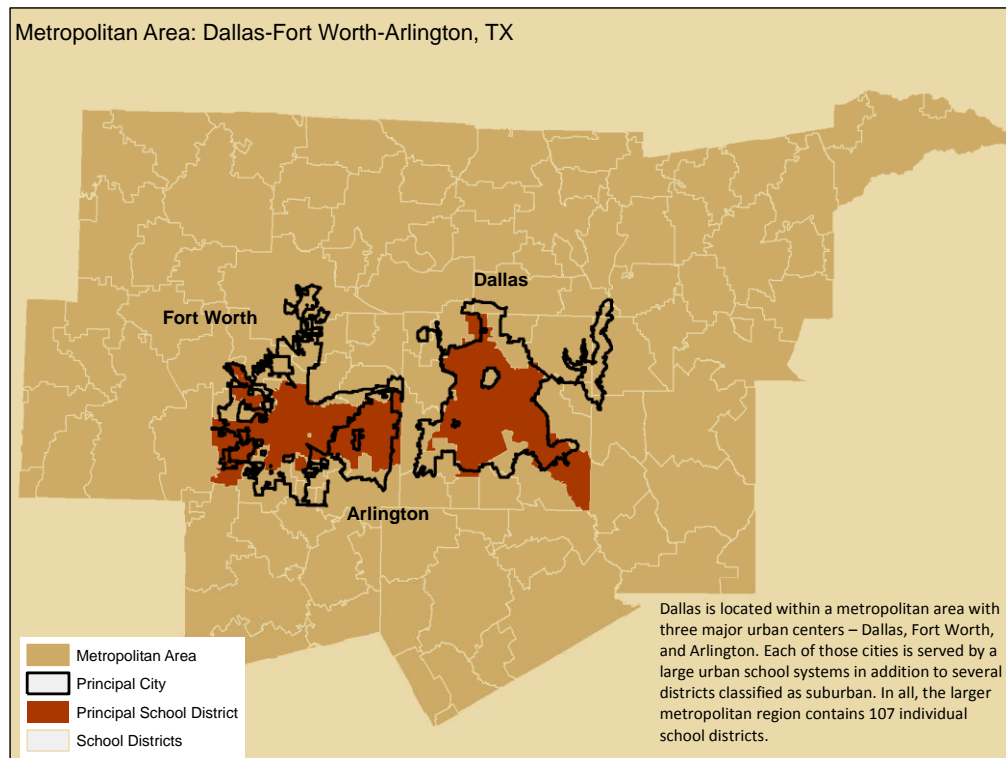 Metropolitan Area: Dallas-Fort Worth-Arlington, TX
Dallas
Fort Worth
Arlington
Metropolitan Area
Principal City
Principal School District
School Districts
Dallas is located within a metropolitan area with
three major urban centers – Dallas, Fort Worth,
and Arlington. Each of those cities is served by a
large urban school systems in addition to several
districts classified as suburban. In all, the larger
metropolitan region contains 107 individual
school districts.